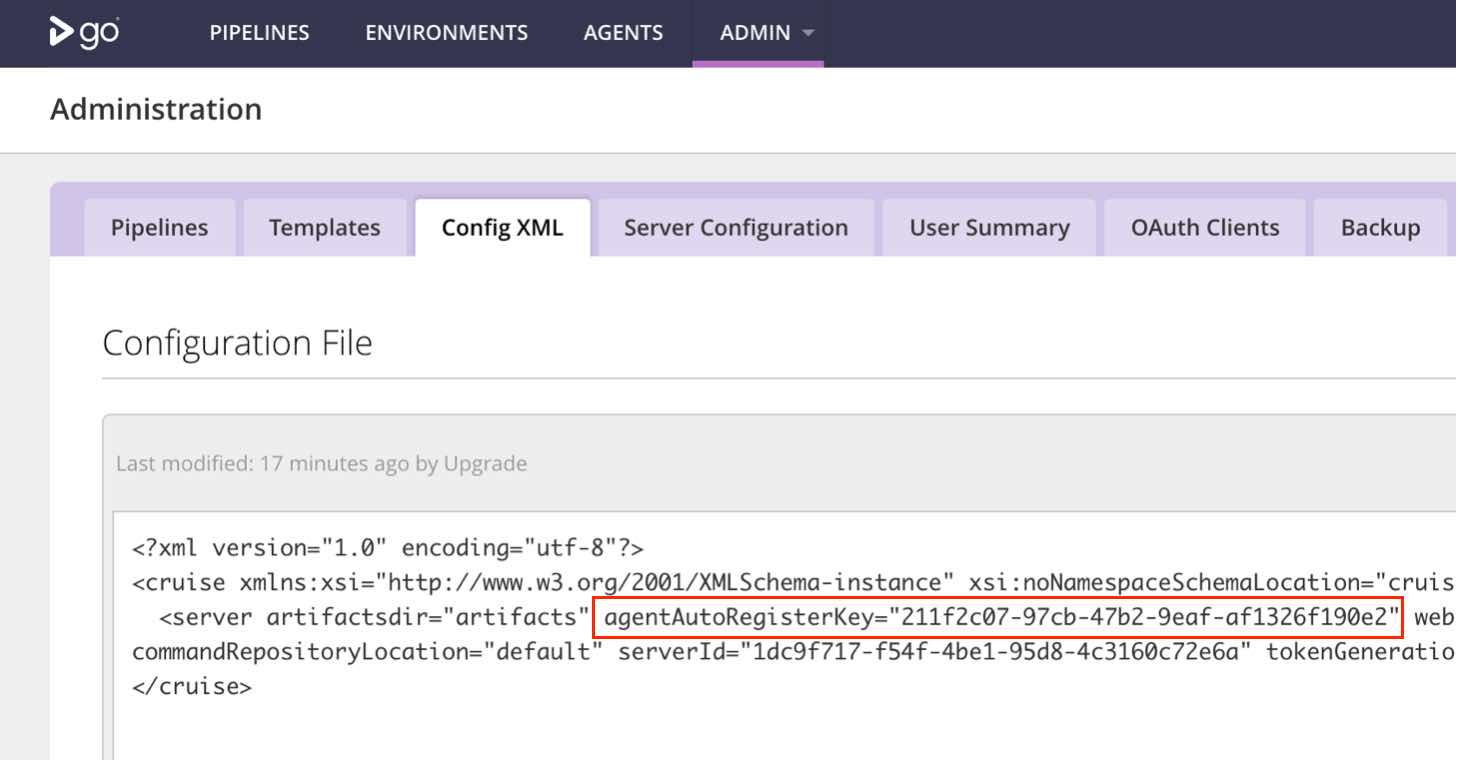 go
PIPELINES ENVIRONMENTS AGENTS ADMIN
Administration
Pipelines Templates Config XML Server Configuration User Summary OAuth Clients Backup
Configuration File
Last modified: 17 minutes ago by Upgrade
<?xml version="1.0" encoding="utf-8"?>
<cruise xmlns:xsi="http://www.w3.org/2001/XMLSchema-instance" xsi:noNamespaceSchemaLocation="cruis
<server artifactsdir="artifacts" agentAutoRegisterKey="211f2c07-97cb-47b2-9eaf-af1326f190e2" web
commandRepositoryLocation="default" serverId="1dc9f717-f54f-4be1-95d8-4c3160c72e6a" tokenGeneratio
</cruise>